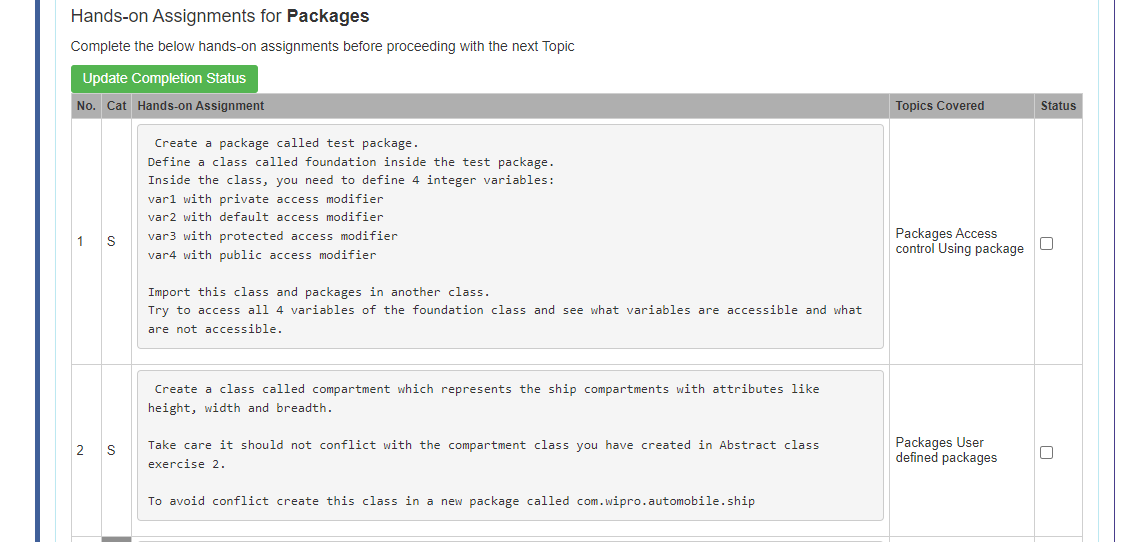 Hands-on Assignments for Packages
Complete the below hands-on assignments before proceeding with the next Topic
Update Completion Status
No. Cat Hands-on Assignment Topics Covered Status
1 S
Create a package called test package.
Define a class called foundation inside the test package.
Inside the class, you need to define 4 integer variables:
var1 with private access modifier
var2 with default access modifier
var3 with protected access modifier
var4 with public access modifier
Import this class and packages in another class.
Try to access all 4 variables of the foundation class and see what variables are accessible and what
are not accessible.
Packages Access
control Using package
2 S
Create a class called compartment which represents the ship compartments with attributes like
height, width and breadth.
Take care it should not conflict with the compartment class you have created in Abstract class
exercise 2.
To avoid conflict create this class in a new package called com.wipro.automobile.ship
Packages User
defined packages